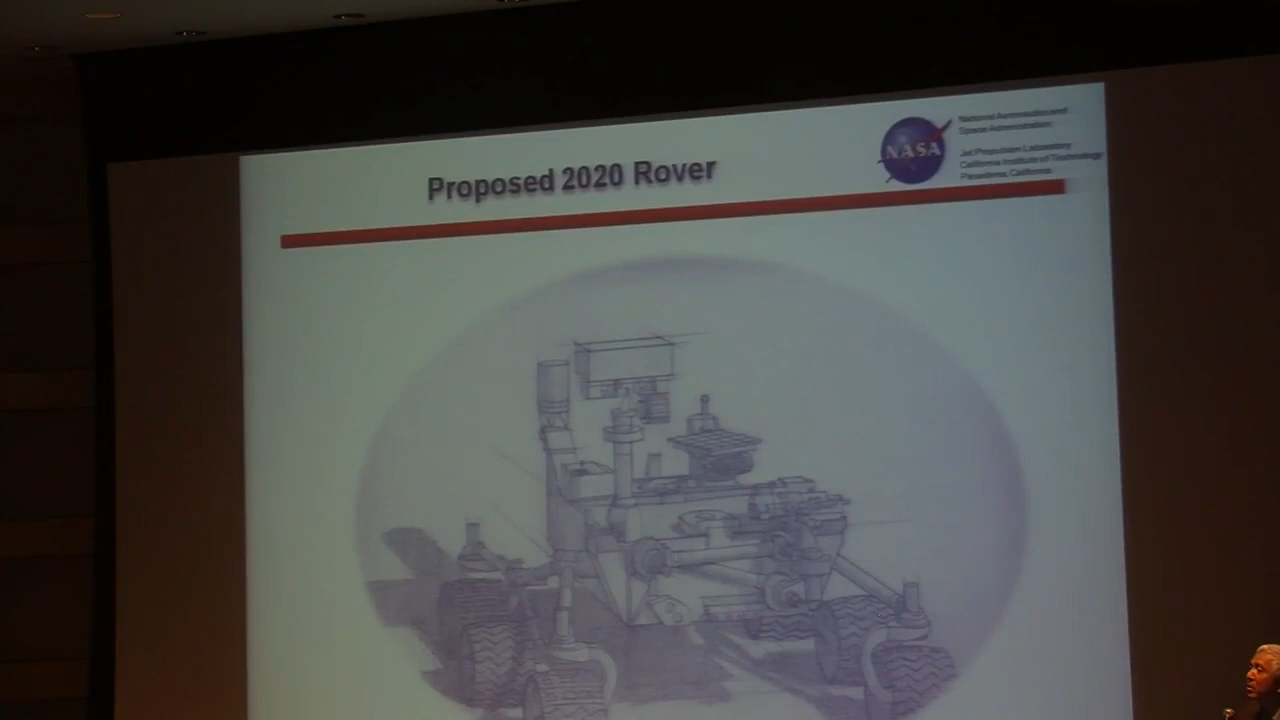 Proposed 2020 Rover
NASA
National Aeronautics and
Space Administration
Jet Propulsion Laboratory
California Institute of Technology
Pasadena, California